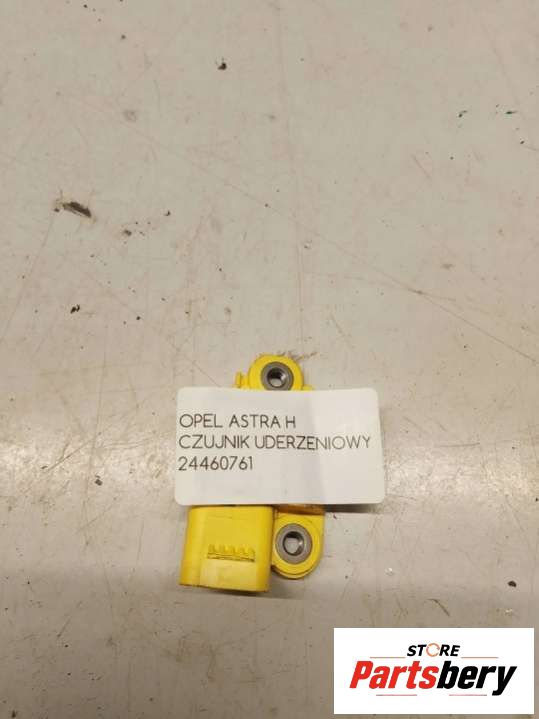 OPEL ASTRA H
CZUJNIK UDERZENIOWY
24460761
STORE
Partsbery